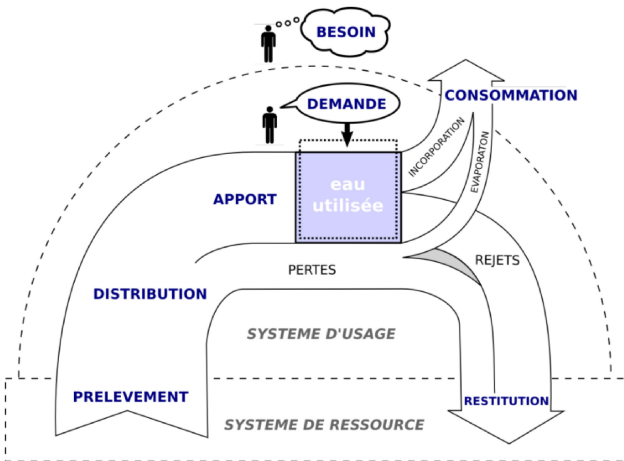 BESOIN
DEMANDE
CONSOMMATION
INCORPORATION
EVAPORATON
APPORT
eau
utilisée
REJETS
PERTES
DISTRIBUTION
SYSTEME D'USAGE
PRELEVEMENT
RESTITUTION
SYSTEME DE RESSOURCE